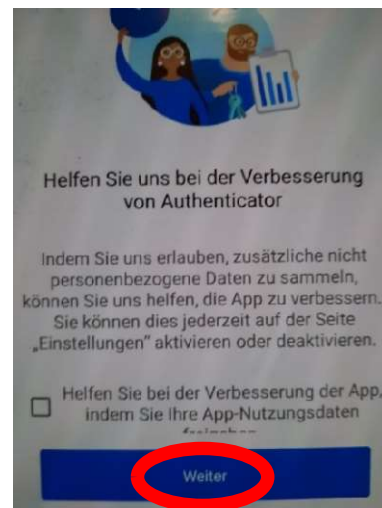 Helfen Sie uns bei der Verbesserung
von Authenticator
Indem Sie uns erlauben, zusätzliche nicht
personenbezogene Daten zu sammeln,
können Sie uns helfen, die App zu verbessern.
Sie können dies jederzeit auf der Seite
„Einstellungen" aktivieren oder deaktivieren.
Helfen Sie bei der Verbesserung der App,
indem Sie Ihre App-Nutzungsdaten
Weiter